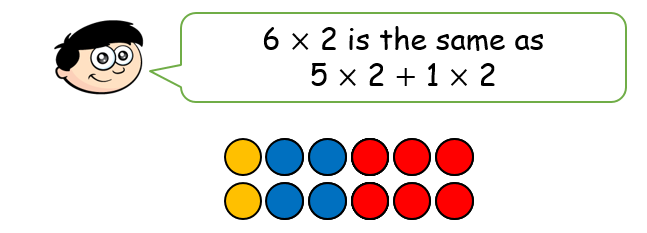 6 × 2 is the same as
5 × 2 + 1 × 2